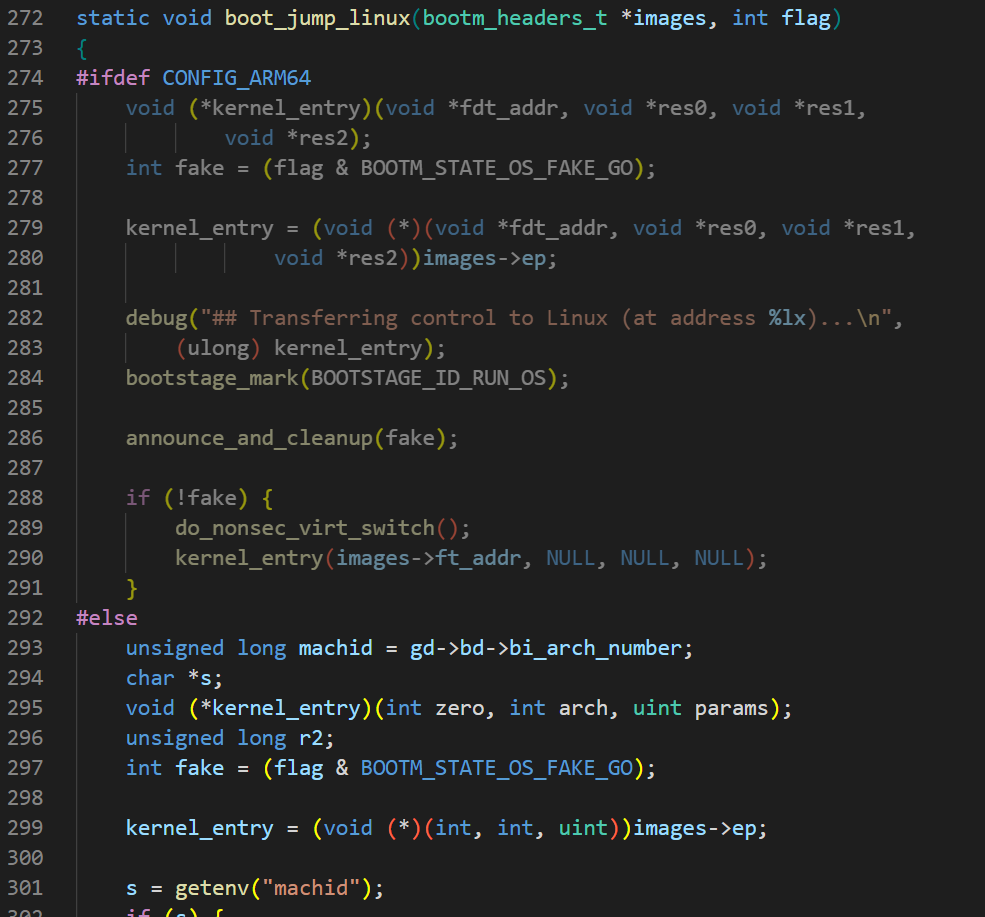 272 static void boot_jump_linux(bootm_headers_t *images, int flag)
273 {
274 #ifdef CONFIG_ARM64
275     void (*kernel_entry)(void *fdt_addr, void *res0, void *res1,
276             void *res2);
277     int fake = (flag & BOOTM_STATE_OS_FAKE_GO);
278
279     kernel_entry = (void (*)(void *fdt_addr, void *res0, void *res1,
280                 void *res2))images->ep;
281
282     debug("## Transferring control to Linux (at address %lx)...\n",
283         (ulong) kernel_entry);
284     bootstage_mark(BOOTSTAGE_ID_RUN_OS);
285
286     announce_and_cleanup(fake);
287
288     if (!fake) {
289         do_nonsec_virt_switch();
290         kernel_entry(images->ft_addr, NULL, NULL, NULL);
291     }
292 #else
293     unsigned long machid = gd->bd->bi_arch_number;
294     char *s;
295     void (*kernel_entry)(int zero, int arch, uint params);
296     unsigned long r2;
297     int fake = (flag & BOOTM_STATE_OS_FAKE_GO);
298
299     kernel_entry = (void (*)(int, int, uint))images->ep;
300
301     s = getenv("machid");
302     if (s) {